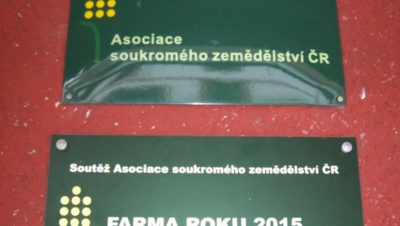 Asociace
soukromého zemědělství ČR
Soutěž Asociace soukromého zemědělství ČR
FARMA ROKU 2015